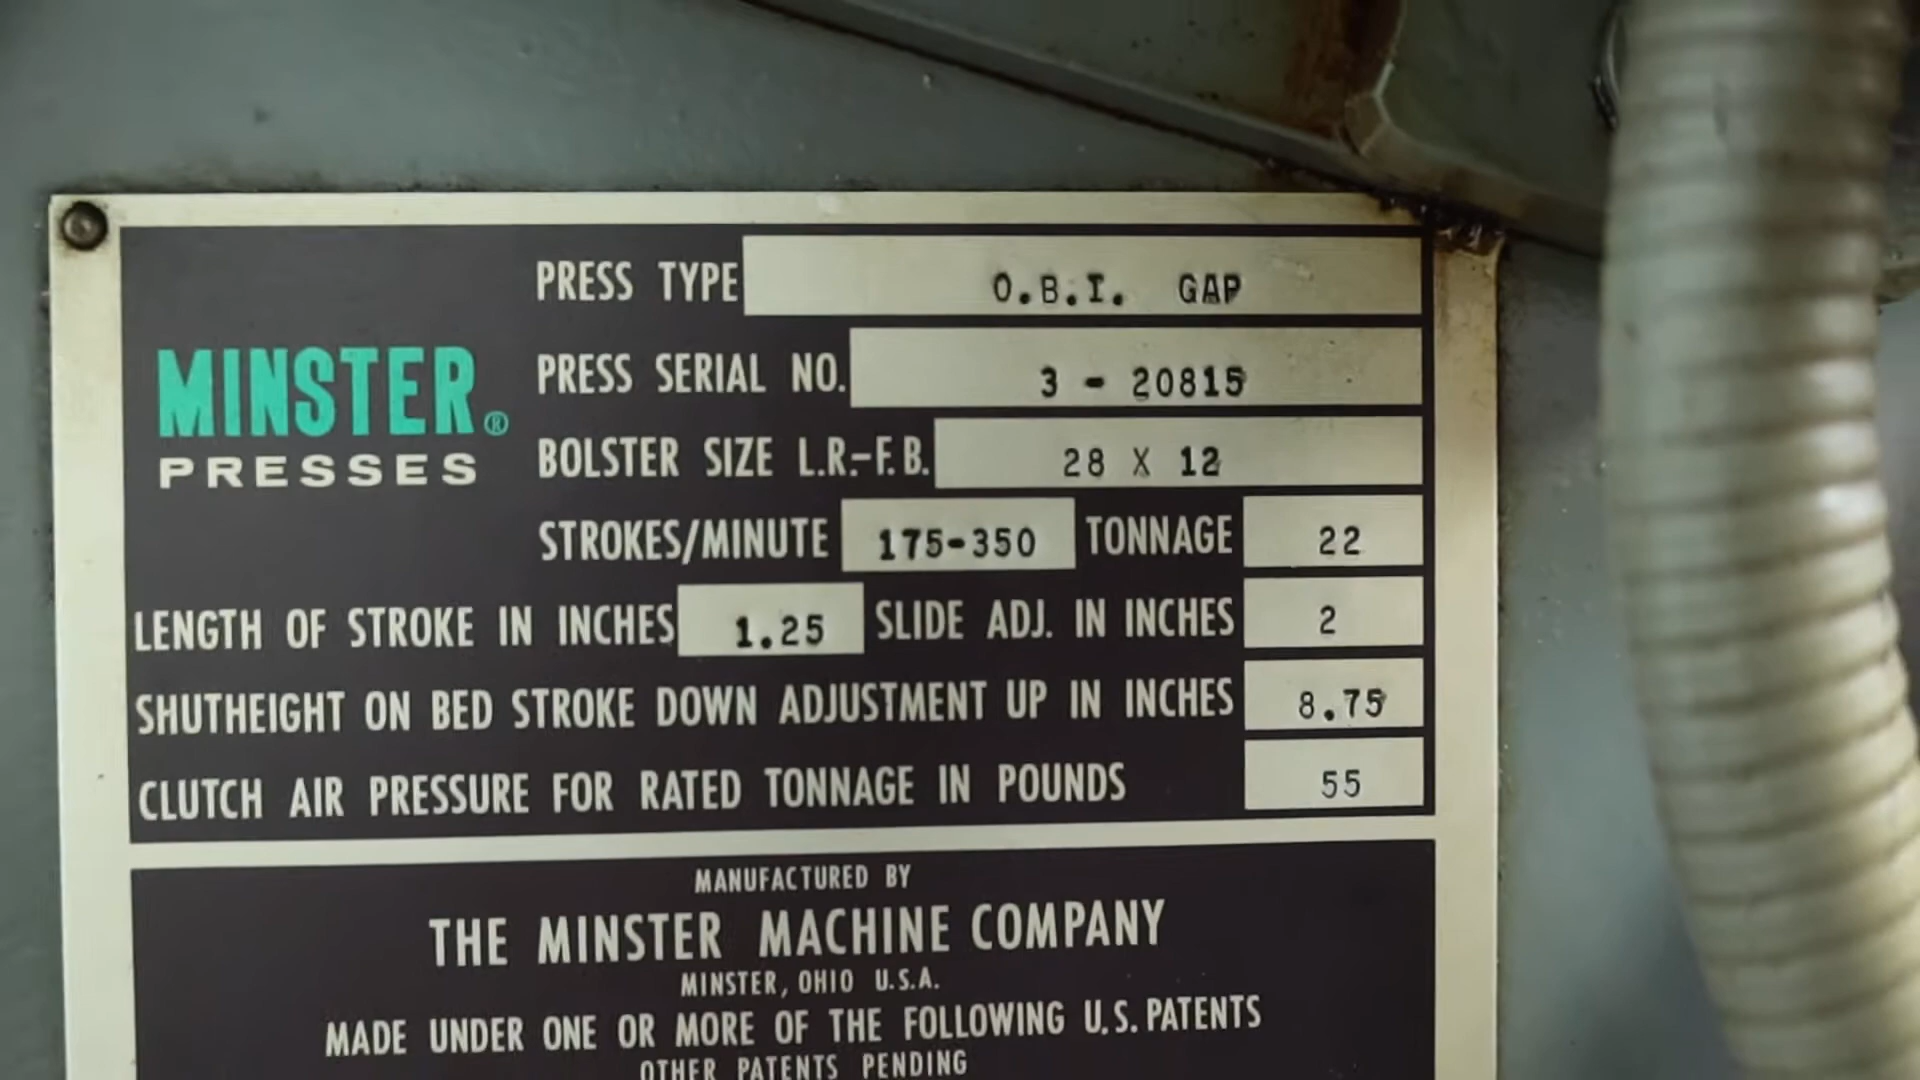 MINSTER®
PRESSES
PRESS TYPE O.B.I. GAP
PRESS SERIAL NO. 3 - 20815
BOLSTER SIZE L.R.-F.B. 28 X 12
STROKES/MINUTE 175-350 TONNAGE 22
LENGTH OF STROKE IN INCHES 1.25 SLIDE ADJ. IN INCHES 2
SHUTHEIGHT ON BED STROKE DOWN ADJUSTMENT UP IN INCHES 8.75
CLUTCH AIR PRESSURE FOR RATED TONNAGE IN POUNDS 55
MANUFACTURED BY
THE MINSTER MACHINE COMPANY
MINSTER, OHIO U.S.A.
MADE UNDER ONE OR MORE OF THE FOLLOWING U.S. PATENTS
OTHER PATENTS PENDING